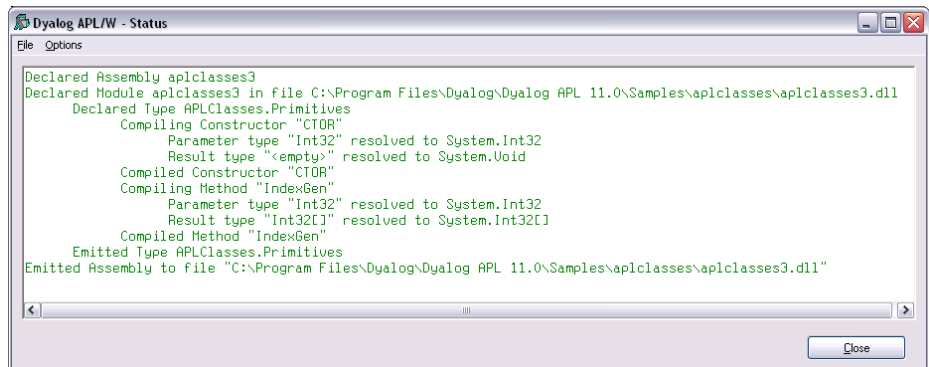 Dyalog APL/W - Status
File Options
Declared Assembly aplclasses3
Declared Module aplclasses3 in file C:\Program Files\Dyalog\Dyalog APL 11.0\Samples\aplclasses\aplclasses3.dll
Declared Type APLClasses.Primitives
Compiling Constructor "CTOR"
Parameter type "Int32" resolved to System.Int32
Result type "<empty>" resolved to System.Void
Compiled Constructor "CTOR"
Compiling Method "IndexGen"
Parameter type "Int32" resolved to System.Int32
Result type "Int32[]" resolved to System.Int32[]
Compiled Method "IndexGen"
Emitted Type APLClasses.Primitives
Emitted Assembly to file "C:\Program Files\Dyalog\Dyalog APL 11.0\Samples\aplclasses\aplclasses3.dll"
Close